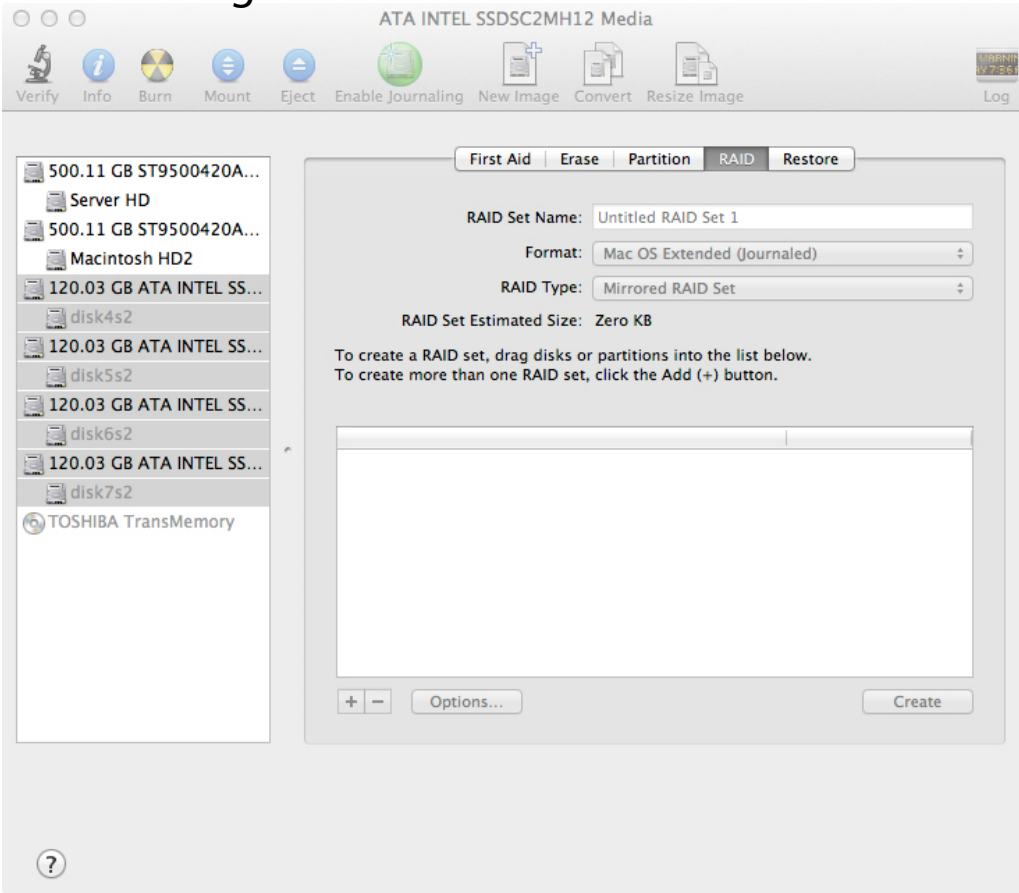 ATA INTEL SSDSC2MH12 Media
Verify Info Burn Mount Eject Enable Journaling New Image Convert Resize Image Log
First Aid Erase Partition RAID Restore
500.11 GB ST9500420A...
Server HD
500.11 GB ST9500420A...
Macintosh HD2
120.03 GB ATA INTEL SS...
disk4s2
120.03 GB ATA INTEL SS...
disk5s2
120.03 GB ATA INTEL SS...
disk6s2
120.03 GB ATA INTEL SS...
disk7s2
TOSHIBA TransMemory
RAID Set Name: Untitled RAID Set 1
Format: Mac OS Extended (Journaled)
RAID Type: Mirrored RAID Set
RAID Set Estimated Size: Zero KB
To create a RAID set, drag disks or partitions into the list below.
To create more than one RAID set, click the Add (+) button.
+ − Options... Create
?